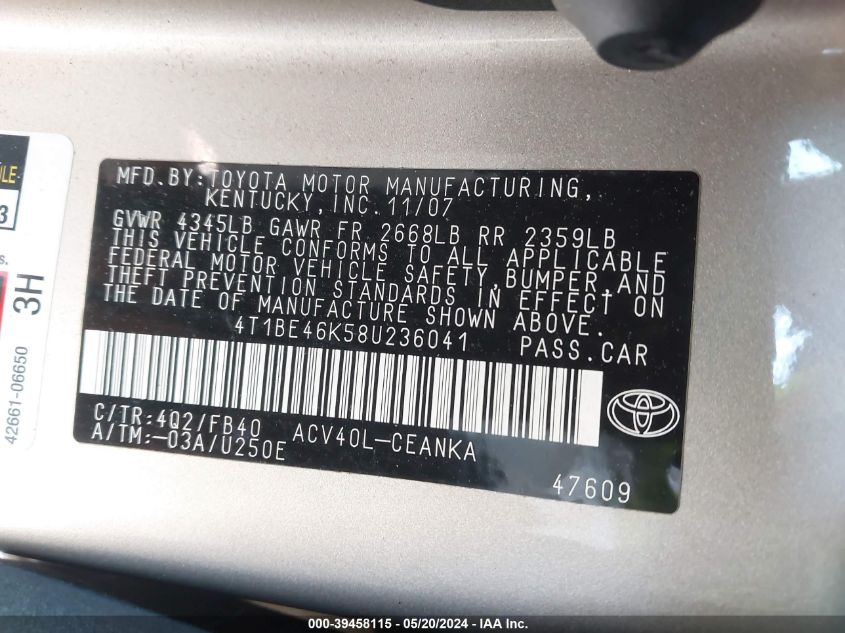 MFD.BY:TOYOTA MOTOR MANUFACTURING,
KENTUCKY,INC.11/07
GVWR 4345LB GAWR FR 2668LB RR 2359LB
THIS VEHICLE CONFORMS TO ALL APPLICABLE
FEDERAL MOTOR VEHICLE SAFETY,BUMPER,AND
THEFT PREVENTION STANDARDS IN EFFECT ON
THE DATE OF MANUFACTURE SHOWN ABOVE.
4T1BE46K58U236041 PASS.CAR
C/TR:4Q2/FB40 ACV40L-CEANKA
A/TM:-03A/U250E
47609
3
s.
3H
42661-06650
000-39458115 - 05/20/2024 - IAA Inc.